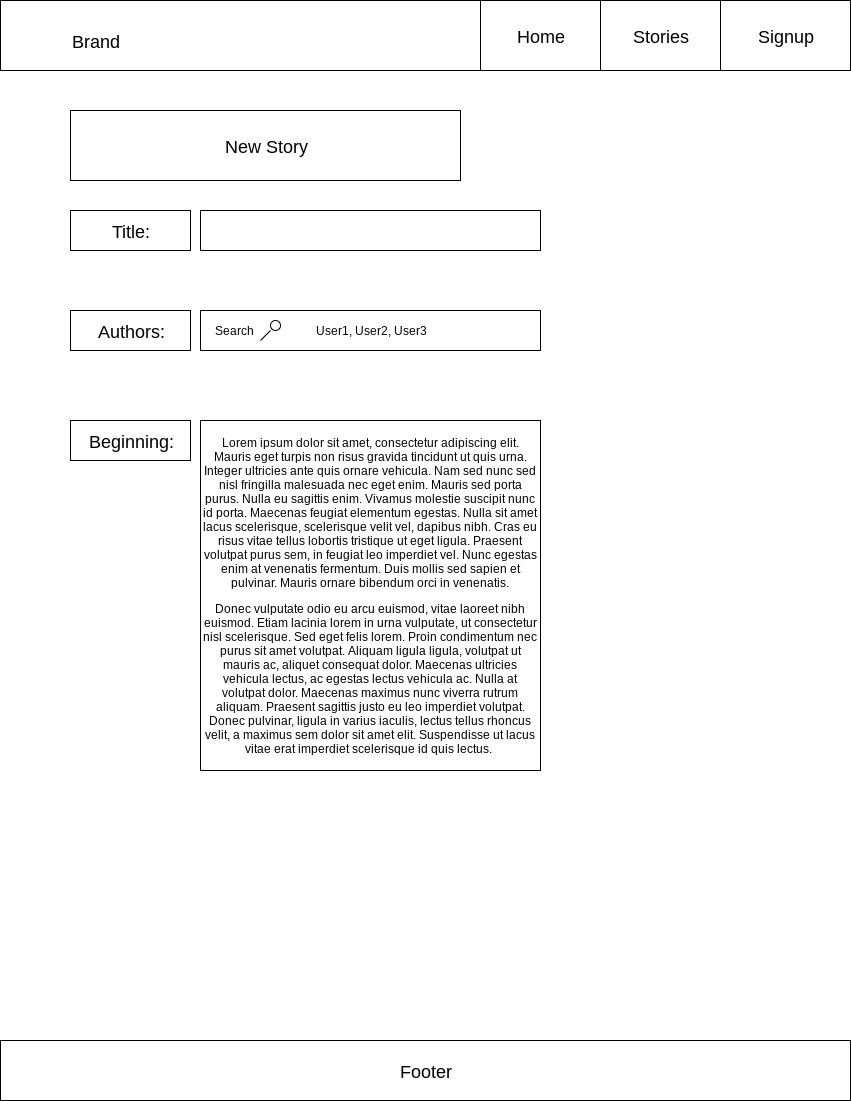 Brand
Home
Stories
Signup
New Story
Title:
Authors:
Search
User1, User2, User3
Beginning:
Lorem ipsum dolor sit amet, consectetur adipiscing elit.
Mauris eget turpis non risus gravida tincidunt ut quis urna.
Integer ultricies ante quis ornare vehicula. Nam sed nunc sed
nisl fringilla malesuada nec eget enim. Mauris sed porta
purus. Nulla eu sagittis enim. Vivamus molestie suscipit nunc
id porta. Maecenas feugiat elementum egestas. Nulla sit amet
lacus scelerisque, scelerisque velit vel, dapibus nibh. Cras eu
risus vitae tellus lobortis tristique ut eget ligula. Praesent
volutpat purus sem, in feugiat leo imperdiet vel. Nunc egestas
enim at venenatis fermentum. Duis mollis sed sapien et
pulvinar. Mauris ornare bibendum orci in venenatis.
Donec vulputate odio eu arcu euismod, vitae laoreet nibh
euismod. Etiam lacinia lorem in urna vulputate, ut consectetur
nisl scelerisque. Sed eget felis lorem. Proin condimentum nec
purus sit amet volutpat. Aliquam ligula ligula, volutpat ut
mauris ac, aliquet consequat dolor. Maecenas ultricies
vehicula lectus, ac egestas lectus vehicula ac. Nulla at
volutpat dolor. Maecenas maximus nunc viverra rutrum
aliquam. Praesent sagittis justo eu leo imperdiet volutpat.
Donec pulvinar, ligula in varius iaculis, lectus tellus rhoncus
velit, a maximus sem dolor sit amet elit. Suspendisse ut lacus
vitae erat imperdiet scelerisque id quis lectus.
Footer